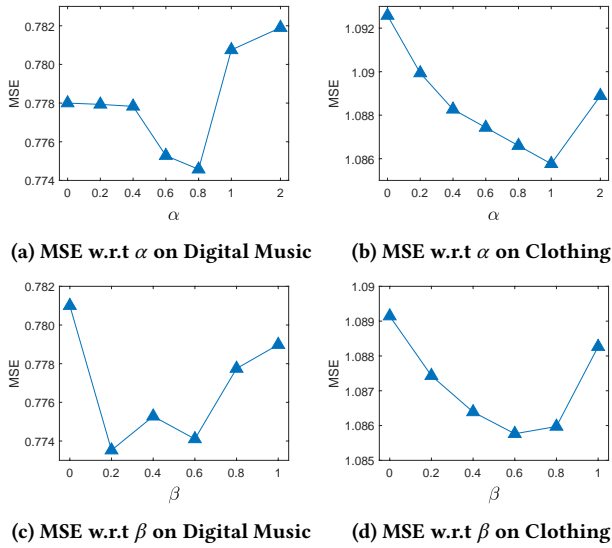 0.782
0.780
0.778
0.776
0.774
MSE
0 0.2 0.4 0.6 0.8 1 2
α
(a) MSE w.r.t α on Digital Music
1.092
1.09
1.088
1.086
MSE
0 0.2 0.4 0.6 0.8 1 2
α
(b) MSE w.r.t α on Clothing
0.782
0.780
0.778
0.776
0.774
MSE
0 0.2 0.4 0.6 0.8 1
β
(c) MSE w.r.t β on Digital Music
1.09
1.089
1.088
1.087
1.086
1.085
MSE
0 0.2 0.4 0.6 0.8 1
β
(d) MSE w.r.t β on Clothing